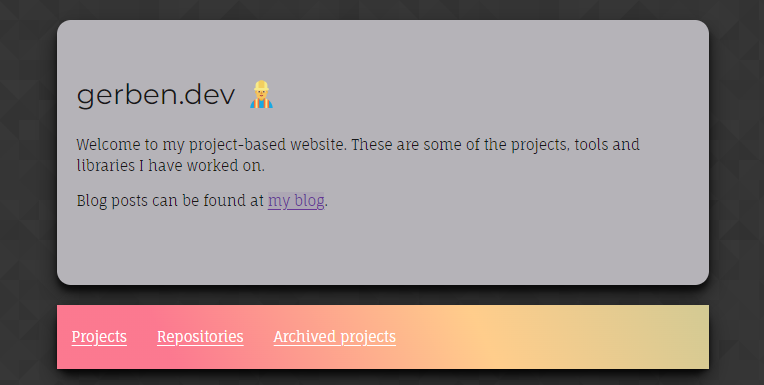 gerben.dev 👷
Welcome to my project-based website. These are some of the projects, tools and
libraries I have worked on.
Blog posts can be found at my blog.
Projects Repositories Archived projects